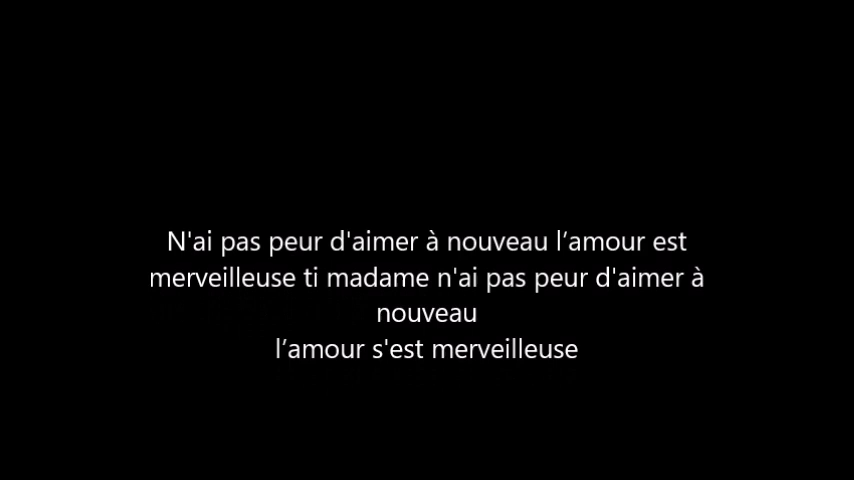 N'ai pas peur d'aimer à nouveau l’amour est
merveilleuse ti madame n'ai pas peur d'aimer à
nouveau
l’amour s'est merveilleuse